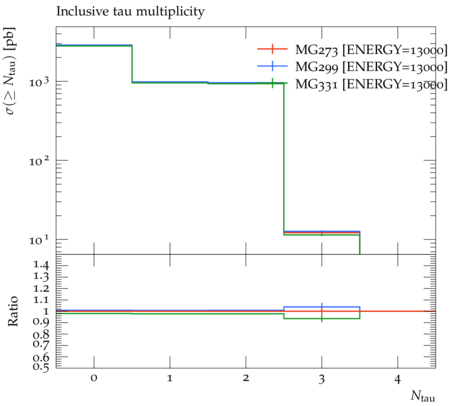 Inclusive tau multiplicity
σ(≥ Ntau) [pb]
MG273 [ENERGY=13000]
MG299 [ENERGY=13000]
MG331 [ENERGY=13000]
10³
10²
10¹
Ratio
1.4
1.3
1.2
1.1
1
0.9
0.8
0.7
0.6
0.5
0 1 2 3 4
Ntau